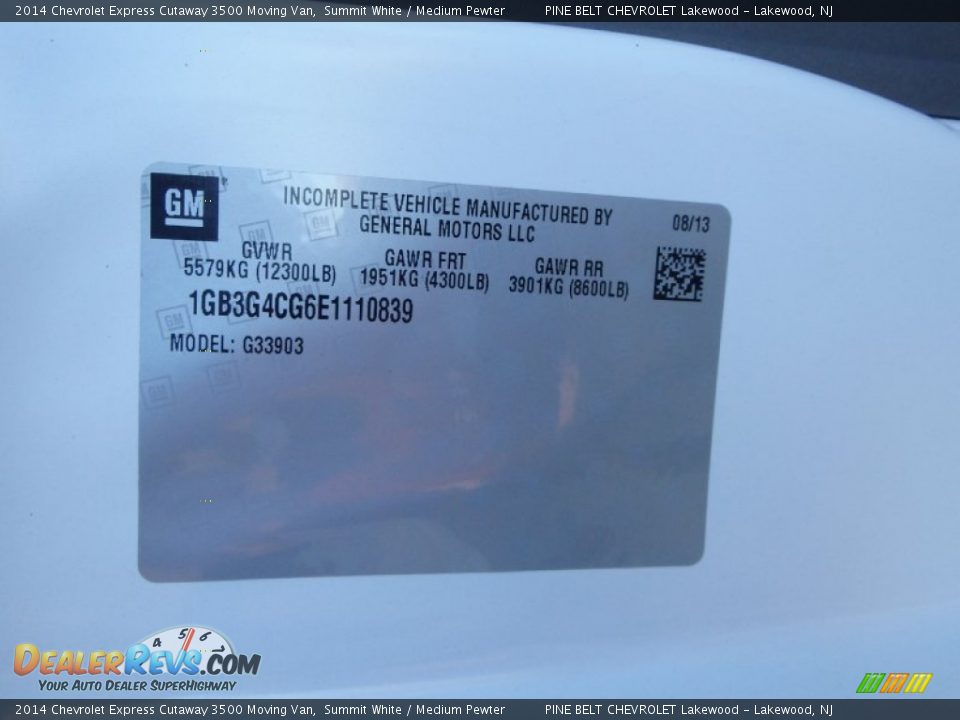 2014 Chevrolet Express Cutaway 3500 Moving Van, Summit White / Medium Pewter PINE BELT CHEVROLET Lakewood - Lakewood, NJ
GM
INCOMPLETE VEHICLE MANUFACTURED BY
GENERAL MOTORS LLC
08/13
GVWR GAWR FRT GAWR RR
5579KG (12300LB) 1951KG (4300LB) 3901KG (8600LB)
1GB3G4CG6E1110839
MODEL: G33903
4 5 6
DEALERREVS.COM
YOUR AUTO DEALER SUPERHIGHWAY
2014 Chevrolet Express Cutaway 3500 Moving Van, Summit White / Medium Pewter PINE BELT CHEVROLET Lakewood - Lakewood, NJ